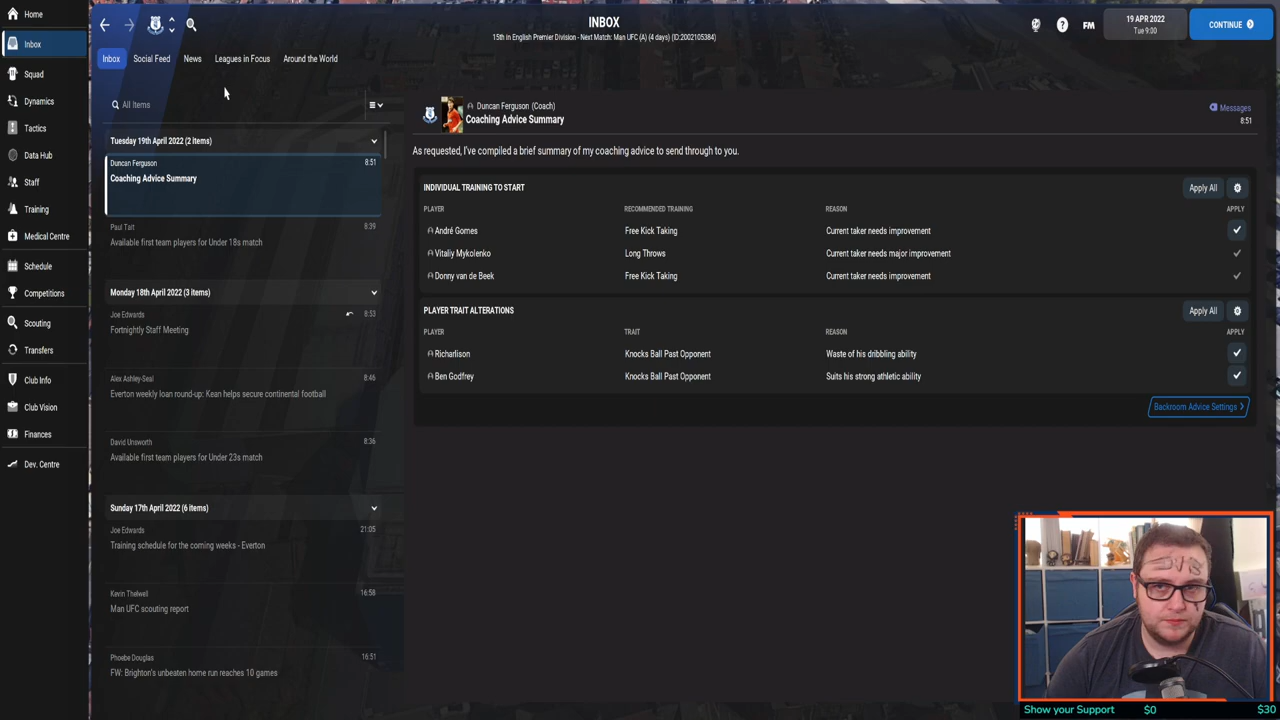 Home
Inbox
Squad
Dynamics
Tactics
Data Hub
Staff
Training
Medical Centre
Schedule
Competitions
Scouting
Transfers
Club Info
Club Vision
Finances
Dev. Centre
INBOX
15th in English Premier Division - Next Match: Man UFC (A) (4 days) (ID:2002105384)
FM
19 APR 2022
Tue 9:00
CONTINUE
Inbox Social Feed News Leagues in Focus Around the World
All Items
Tuesday 19th April 2022 (2 items)
Duncan Ferguson 8:51
Coaching Advice Summary
Paul Tait 8:39
Available first team players for Under 18s match
Monday 18th April 2022 (3 items)
Joe Edwards 8:53
Fortnightly Staff Meeting
Alex Ashley-Seal 8:46
Everton weekly loan round-up: Kean helps secure continental football
David Unsworth 8:36
Available first team players for Under 23s match
Sunday 17th April 2022 (6 items)
Joe Edwards 21:05
Training schedule for the coming weeks - Everton
Kevin Thelwell 16:58
Man UFC scouting report
Phoebe Douglas 16:51
FW: Brighton's unbeaten home run reaches 10 games
Duncan Ferguson (Coach)
Coaching Advice Summary
Messages
8:51
As requested, I've compiled a brief summary of my coaching advice to send through to you.
INDIVIDUAL TRAINING TO START Apply All
PLAYER RECOMMENDED TRAINING REASON APPLY
André Gomes Free Kick Taking Current taker needs improvement
Vitaliy Mykolenko Long Throws Current taker needs major improvement
Donny van de Beek Free Kick Taking Current taker needs improvement
PLAYER TRAIT ALTERATIONS Apply All
PLAYER TRAIT REASON APPLY
Richarlison Knocks Ball Past Opponent Waste of his dribbling ability
Ben Godfrey Knocks Ball Past Opponent Suits his strong athletic ability
Backroom Advice Settings
Show your Support $0 $30